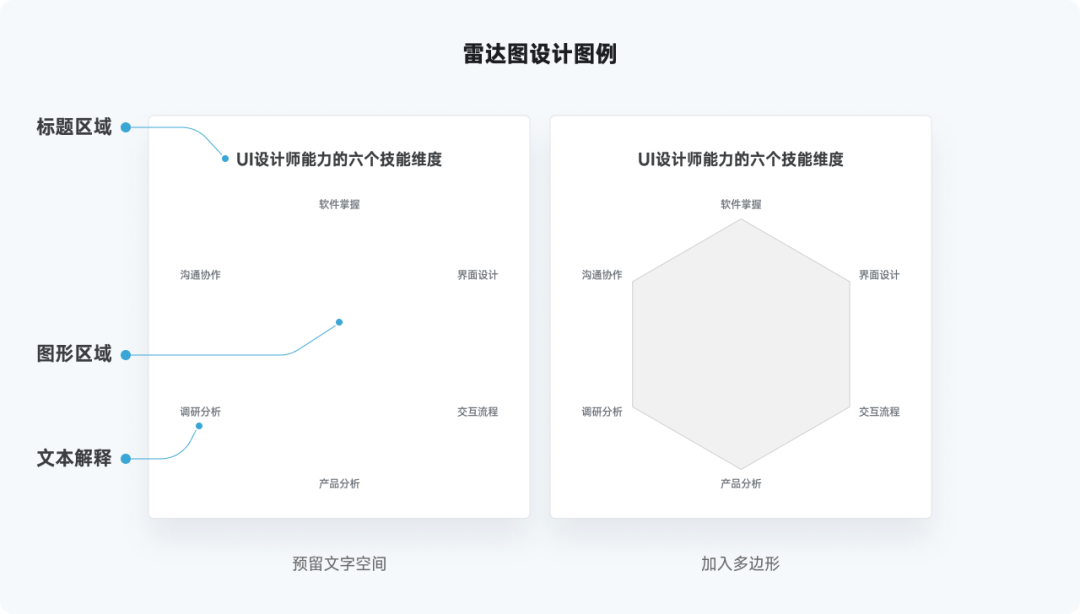 雷达图设计图例
标题区域
UI设计师能力的六个技能维度
软件掌握
沟通协作
界面设计
图形区域
调研分析
交互流程
文本解释
产品分析
预留文字空间
UI设计师能力的六个技能维度
软件掌握
沟通协作
界面设计
调研分析
交互流程
产品分析
加入多边形